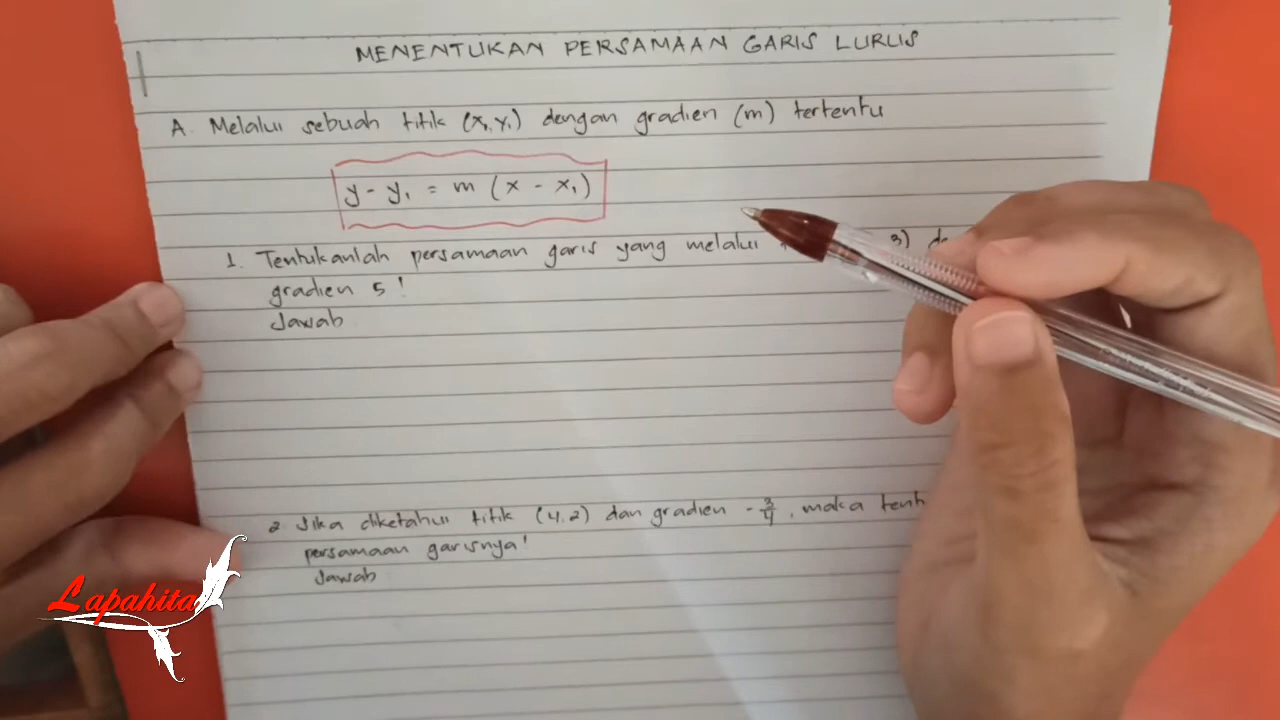 MENENTUKAN PERSAMAAN GARIS LURUS
A. Melalui sebuah titik (x₁, y₁) dengan gradien (m) tertentu
y - y₁ = m (x - x₁)
1. Tentukanlah persamaan garis yang melalui 3)
gradien 5 !
Jawab
2. Jika diketahui titik (4, 2) dan gradien - 3/4, maka
persamaan garisnya !
Jawab
Lapahita